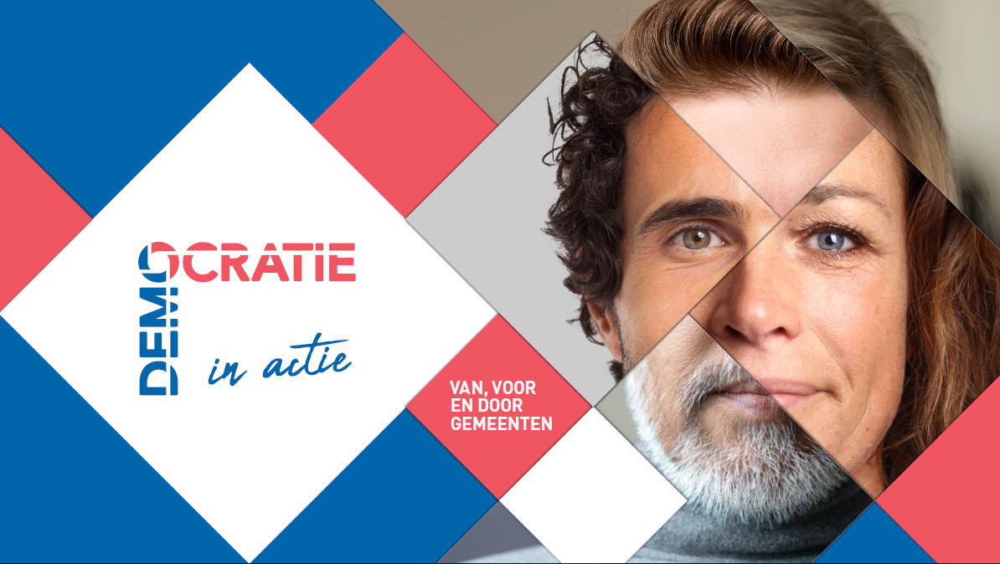 DEMOCRATIE
in actie
VAN, VOOR
EN DOOR
GEMEENTEN